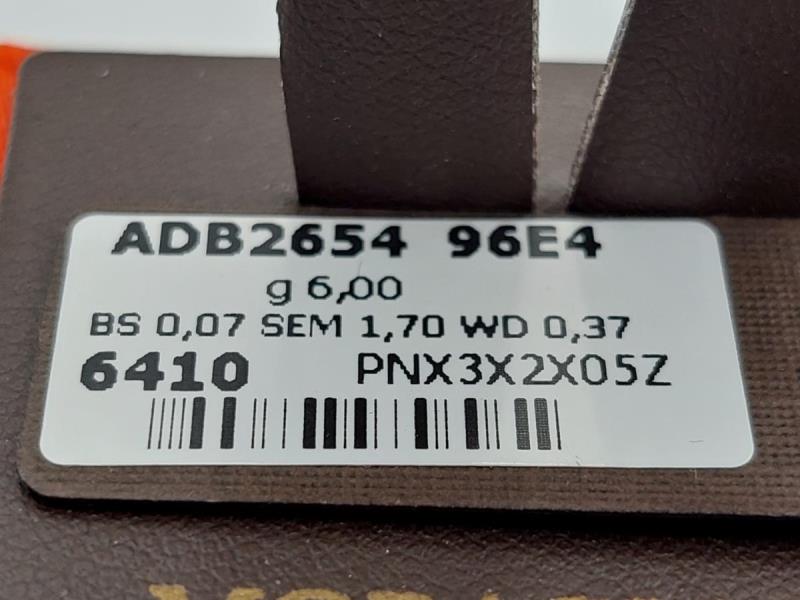 ADB2654 96E4
g 6,00
BS 0,07 SEM 1,70 WD 0,37
6410 PNX3X2X05Z